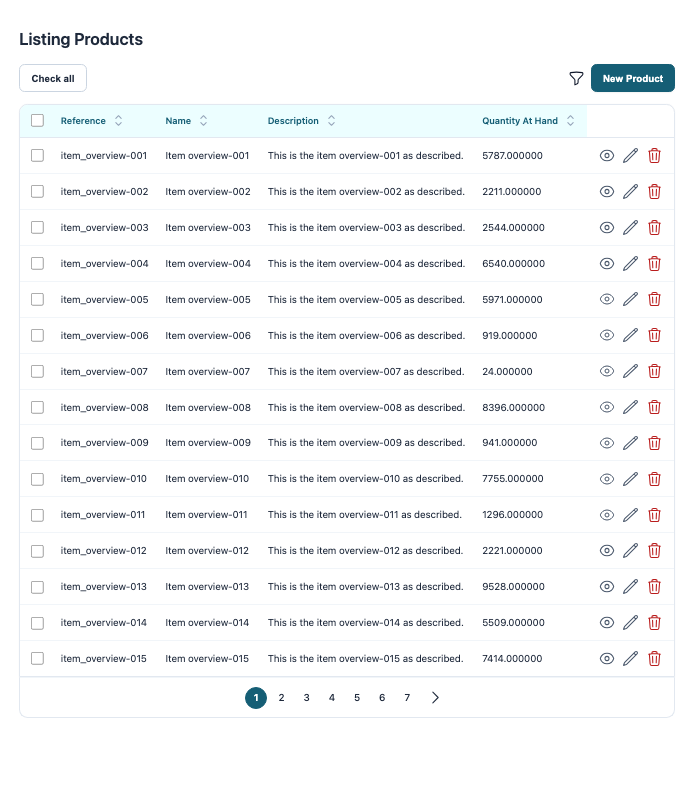 Listing Products
Check all New Product
Reference Name Description Quantity At Hand
item_overview-001 Item overview-001 This is the item overview-001 as described. 5787.000000
item_overview-002 Item overview-002 This is the item overview-002 as described. 2211.000000
item_overview-003 Item overview-003 This is the item overview-003 as described. 2544.000000
item_overview-004 Item overview-004 This is the item overview-004 as described. 6540.000000
item_overview-005 Item overview-005 This is the item overview-005 as described. 5971.000000
item_overview-006 Item overview-006 This is the item overview-006 as described. 919.000000
item_overview-007 Item overview-007 This is the item overview-007 as described. 24.000000
item_overview-008 Item overview-008 This is the item overview-008 as described. 8396.000000
item_overview-009 Item overview-009 This is the item overview-009 as described. 941.000000
item_overview-010 Item overview-010 This is the item overview-010 as described. 7755.000000
item_overview-011 Item overview-011 This is the item overview-011 as described. 1296.000000
item_overview-012 Item overview-012 This is the item overview-012 as described. 2221.000000
item_overview-013 Item overview-013 This is the item overview-013 as described. 9528.000000
item_overview-014 Item overview-014 This is the item overview-014 as described. 5509.000000
item_overview-015 Item overview-015 This is the item overview-015 as described. 7414.000000
1 2 3 4 5 6 7